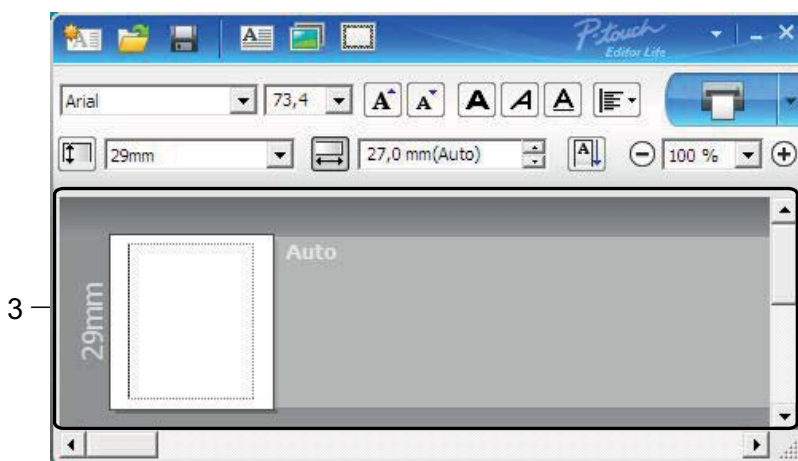 P-touch
Editor Lite
Arial
73,4
A
A
A
A
A
29mm
27,0 mm(Auto)
A
100 %
Auto
29mm
3